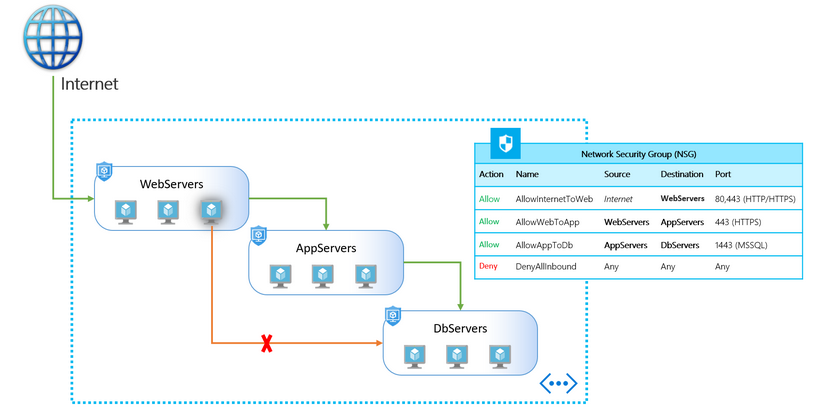 Internet
WebServers
AppServers
DbServers
Network Security Group (NSG)
Action Name Source Destination Port
Allow AllowInternetToWeb Internet WebServers 80,443 (HTTP/HTTPS)
Allow AllowWebToApp WebServers AppServers 443 (HTTPS)
Allow AllowAppToDb AppServers DbServers 1443 (MSSQL)
Deny DenyAllInbound Any Any Any